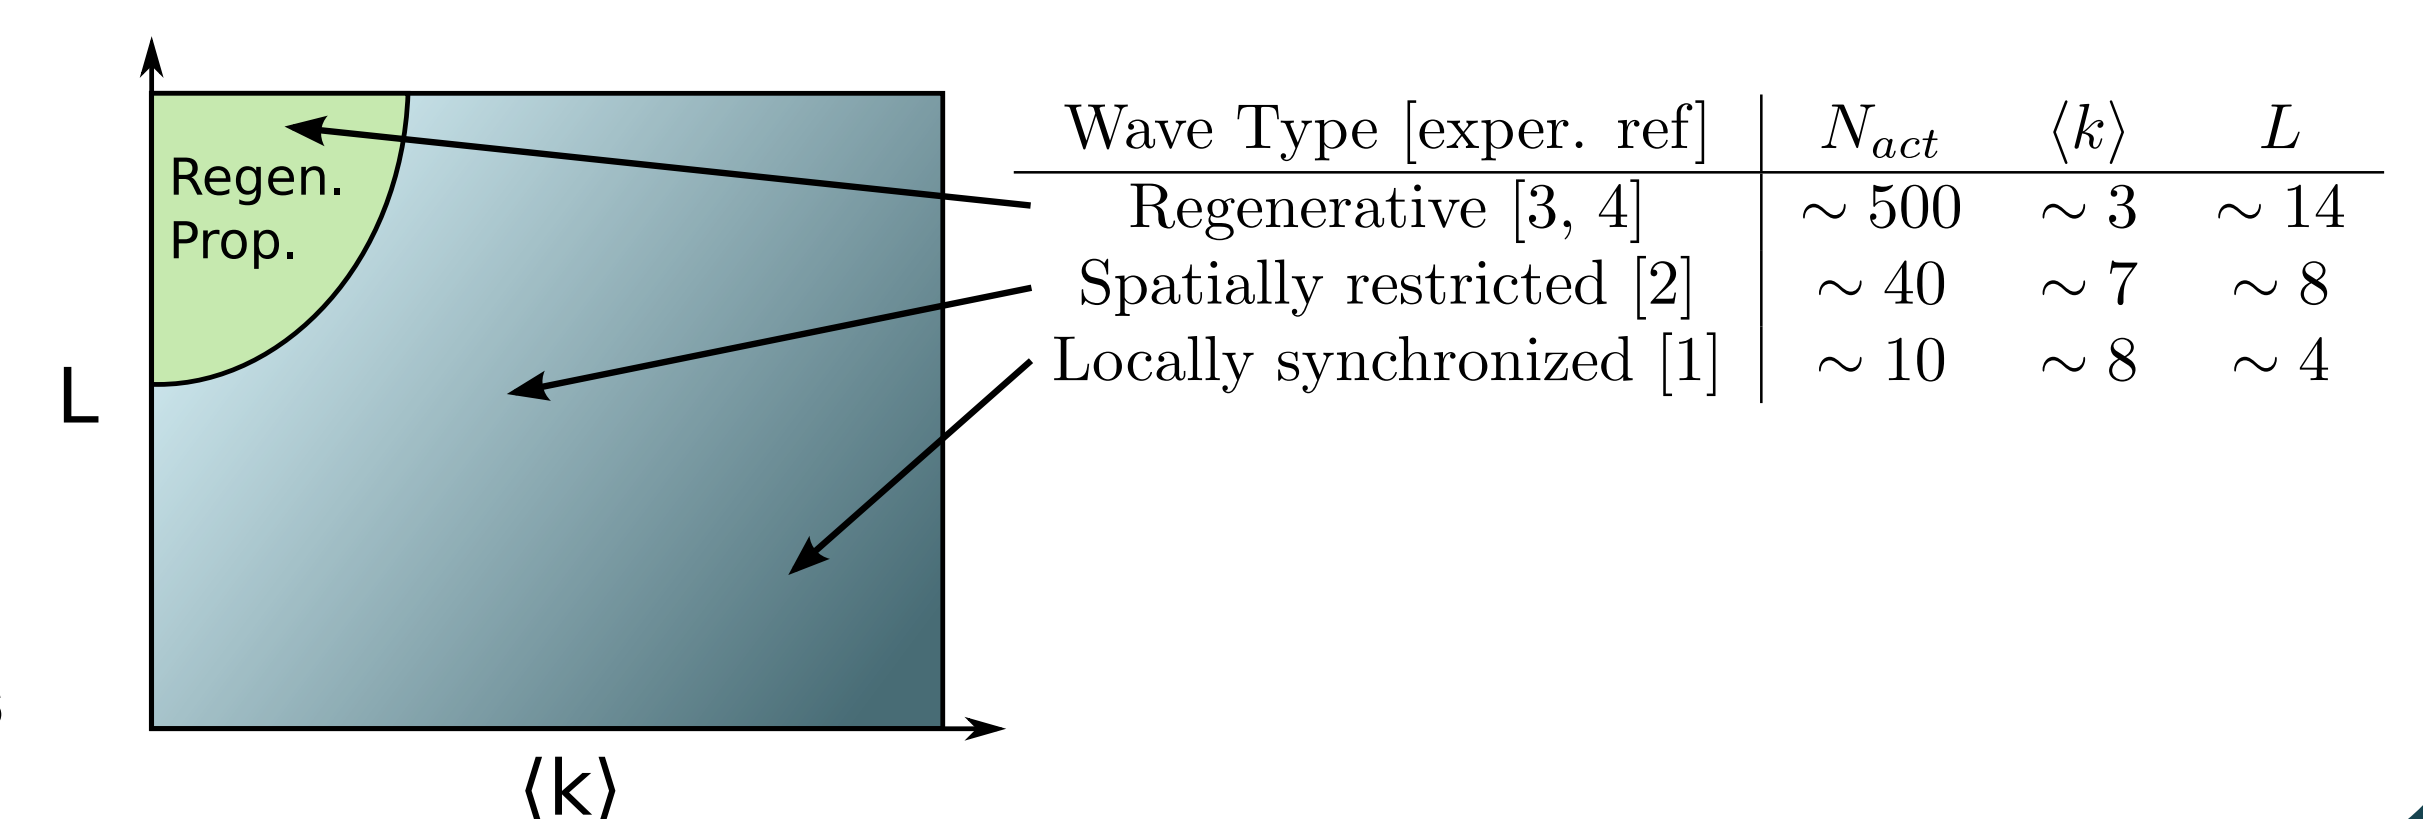 Regen.
Prop.
L
⟨k⟩
Wave Type [exper. ref] N_act ⟨k⟩ L
Regenerative [3, 4] ∼ 500 ∼ 3 ∼ 14
Spatially restricted [2] ∼ 40 ∼ 7 ∼ 8
Locally synchronized [1] ∼ 10 ∼ 8 ∼ 4